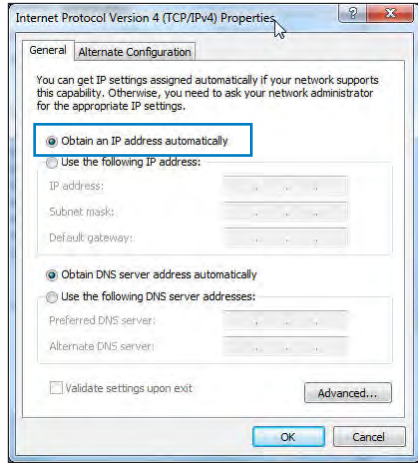 Internet Protocol Version 4 (TCP/IPv4) Properties
General
Alternate Configuration
You can get IP settings assigned automatically if your network supports
this capability. Otherwise, you need to ask your network administrator
for the appropriate IP settings.
Obtain an IP address automatically
Use the following IP address:
IP address:
Subnet mask:
Default gateway:
Obtain DNS server address automatically
Use the following DNS server addresses:
Preferred DNS server:
Alternate DNS server:
Validate settings upon exit
Advanced...
OK
Cancel